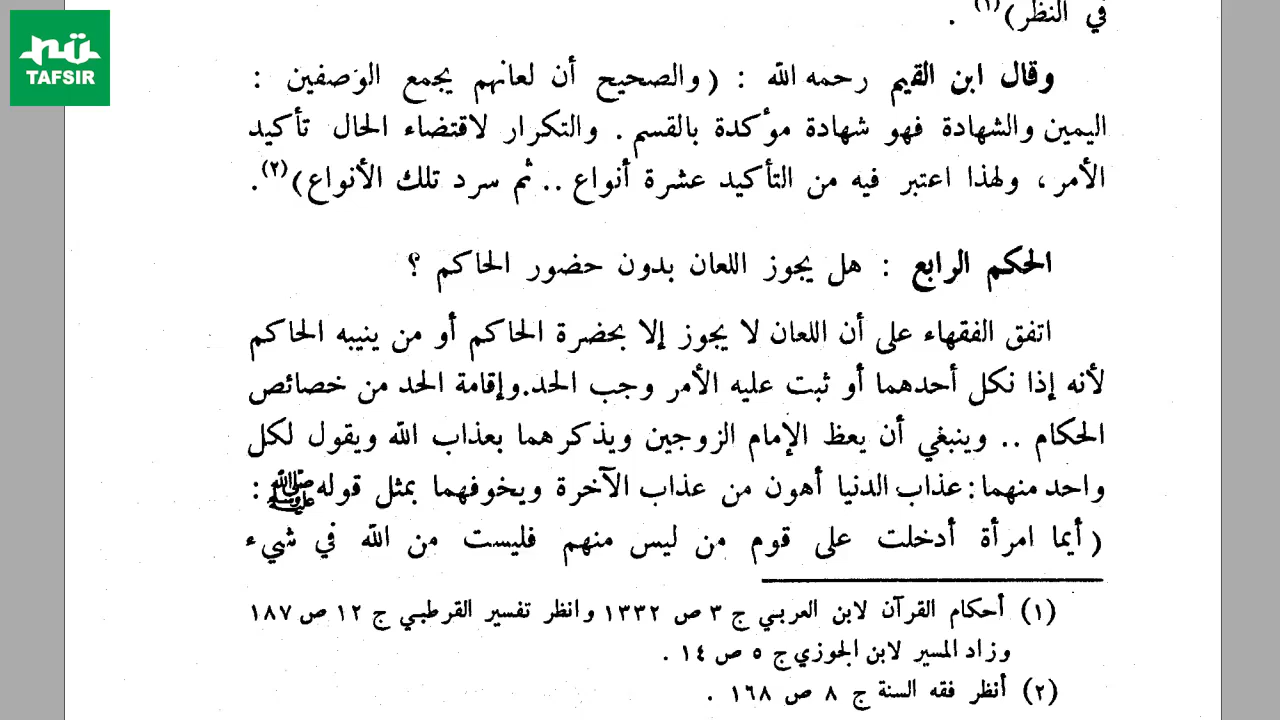 في النظر)(١) .
nü
TAFSIR
وقال ابن القيم رحمه الله : (والصحيح أن لعانهم يجمع الوصفين :
اليمين والشهادة فهو شهادة مؤكدة بالقسم . والتكرار لاقتضاء الحال تأكيد
الأمر ، ولهذا اعتبر فيه من التأكيد عشرة أنواع .. ثم سرد تلك الأنواع)(٢).
الحكم الرابع : هل يجوز اللعان بدون حضور الحاكم ؟
اتفق الفقهاء على أن اللعان لا يجوز إلا بحضرة الحاكم أو من ينيبه الحاكم
لأنه إذا نكل أحدهما أو ثبت عليه الأمر وجب الحد.وإقامة الحد من خصائص
الحكام .. وينبغي أن يعظ الإمام الزوجين ويذكرهما بعذاب الله ويقول لكل
واحد منهما : عذاب الدنيا أهون من عذاب الآخرة ويخوفهما بمثل قوله ﷺ :
( أيما امرأة أدخلت على قوم من ليس منهم فليست من الله في شيء
(١) أحكام القرآن لابن العربي ج ٣ ص ١٣٣٢ وانظر تفسير القرطبي ج ١٢ ص ١٨٧
وزاد المسير لابن الجوزي ج ٥ ص ١٤ .
(٢) أنظر فقه السنة ج ٨ ص ١٦٨ .